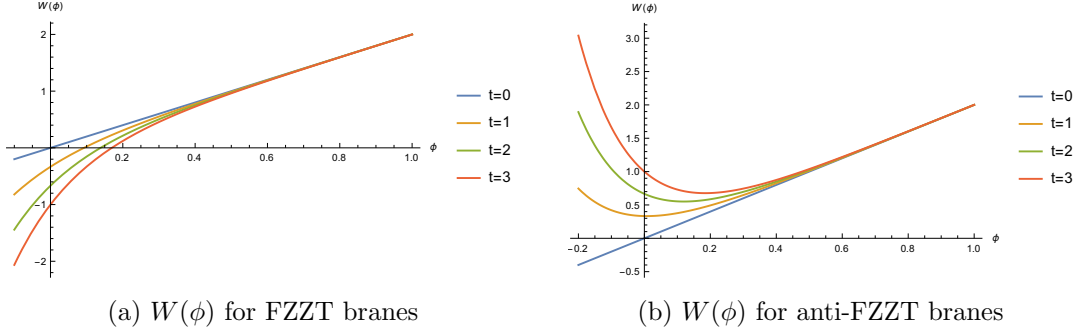 W(ϕ)
2
1
0.2 0.4 0.6 0.8 1.0 ϕ
-1
-2
t=0
t=1
t=2
t=3
W(ϕ)
3.0
2.5
2.0
1.5
1.0
0.5
-0.2 0.2 0.4 0.6 0.8 1.0 ϕ
-0.5
t=0
t=1
t=2
t=3
(a) W(ϕ) for FZZT branes
(b) W(ϕ) for anti-FZZT branes